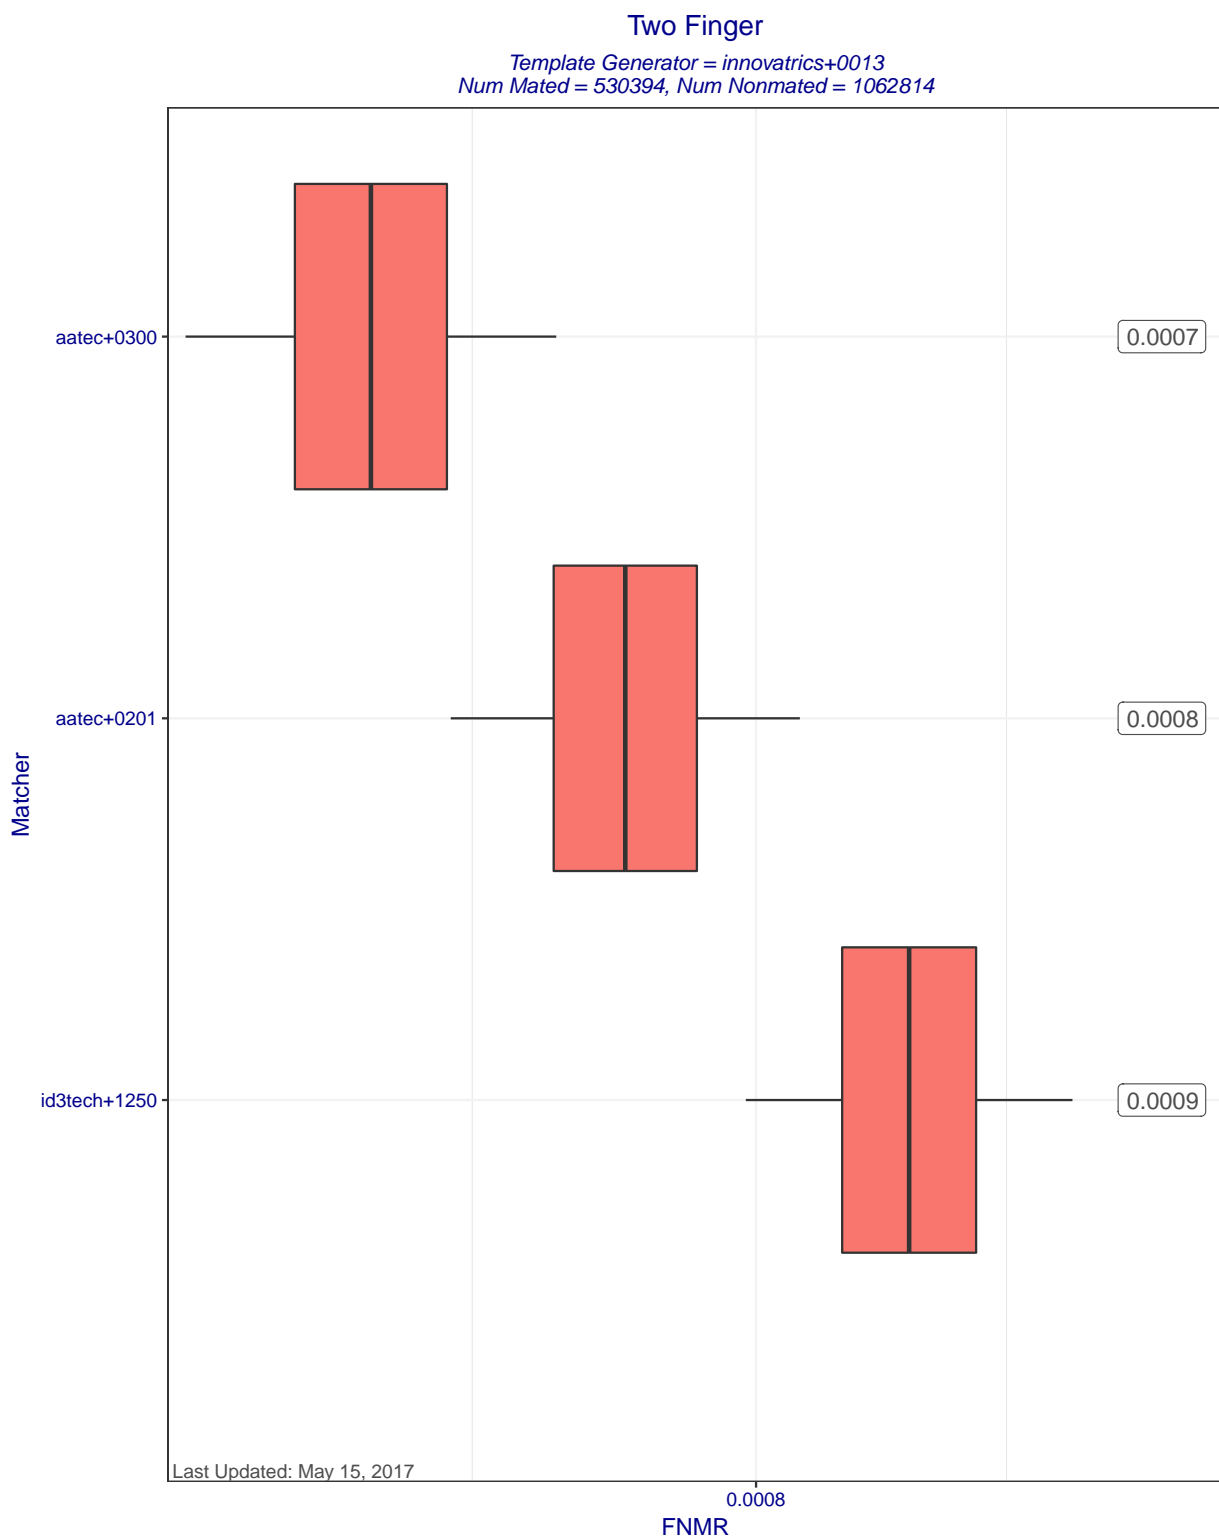 Two Finger
Template Generator = innovatrics+0013
Num Mated = 530394, Num Nonmated = 1062814
aatec+0300
0.0007
aatec+0201
0.0008
Matcher
id3tech+1250
0.0009
Last Updated: May 15, 2017
0.0008
FNMR